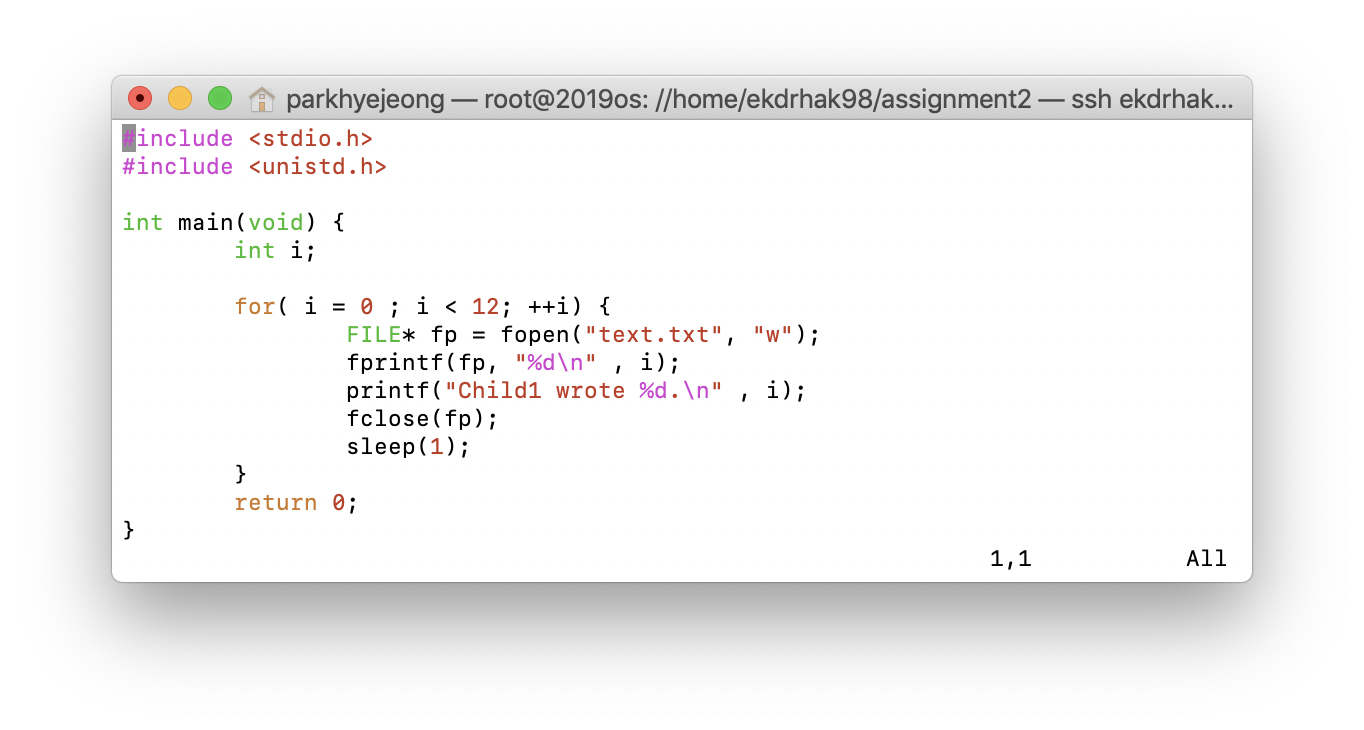 parkhyejeong — root@2019os: //home/ekdrhak98/assignment2 — ssh ekdrhak...
#include <stdio.h>
#include <unistd.h>

int main(void) {
        int i;

        for( i = 0 ; i < 12; ++i) {
                FILE* fp = fopen("text.txt", "w");
                fprintf(fp, "%d\n" , i);
                printf("Child1 wrote %d.\n" , i);
                fclose(fp);
                sleep(1);
        }
        return 0;
}
1,1 All